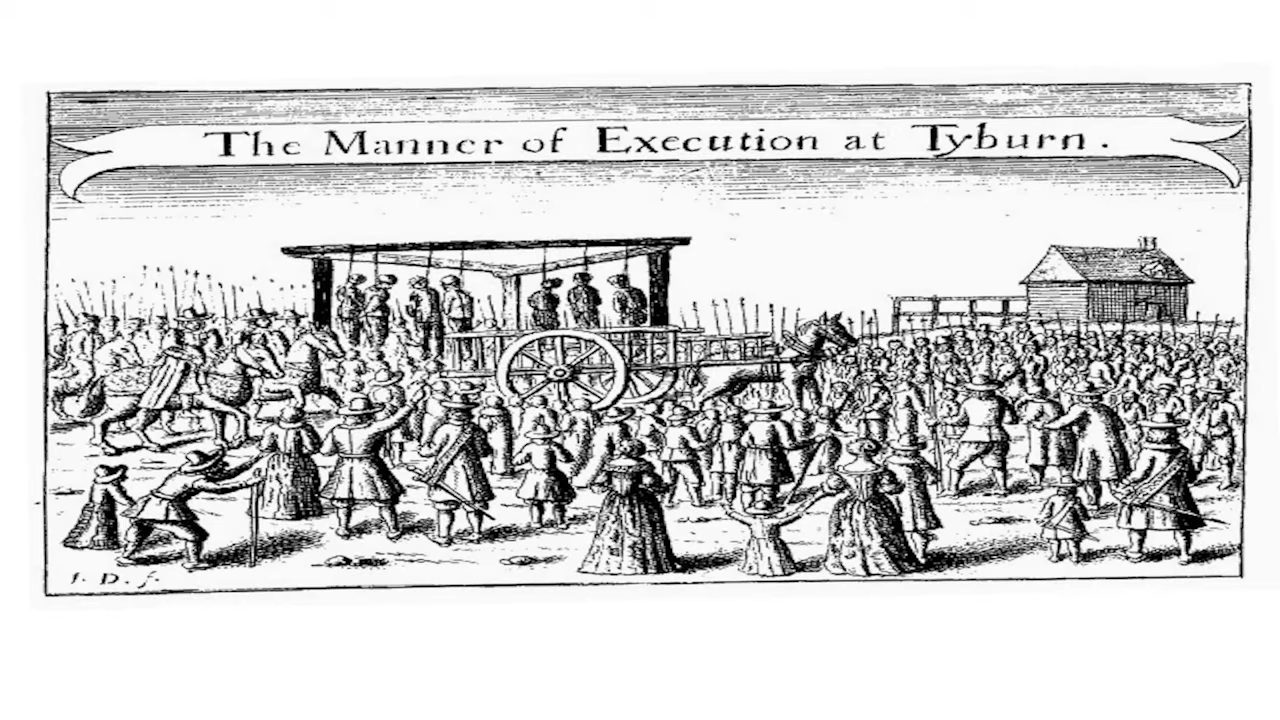 The Manner of Execution at Tyburn.
J. D. f.